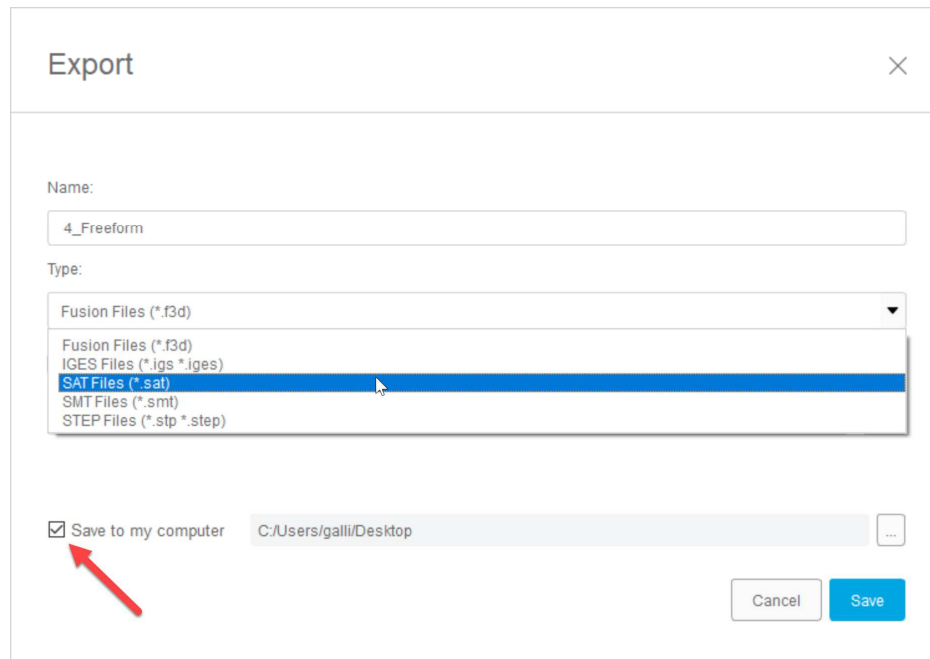 Export
Name:
4_Freeform
Type:
Fusion Files (*.f3d)
Fusion Files (*.f3d)
IGES Files (*.igs *.iges)
SAT Files (*.sat)
SMT Files (*.smt)
STEP Files (*.stp *.step)
Save to my computer C:/Users/galli/Desktop ...
Cancel Save